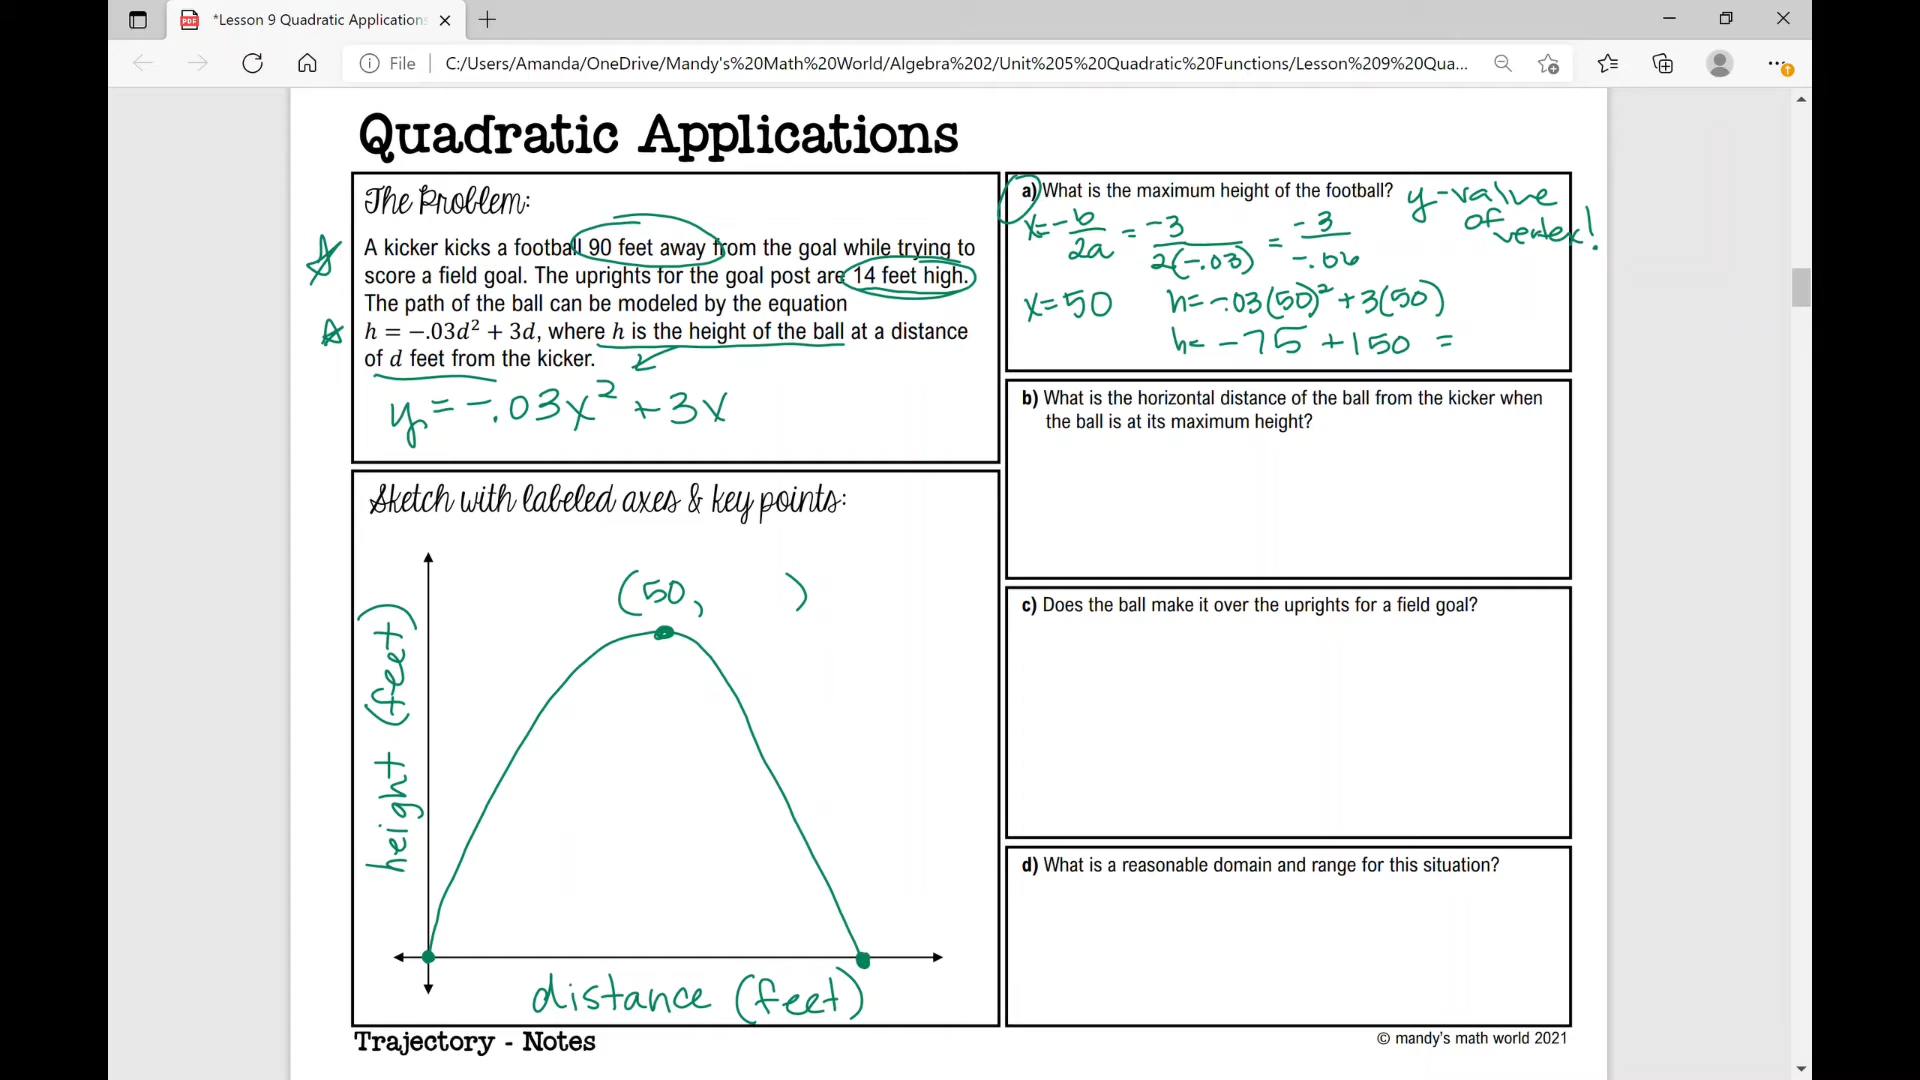 *Lesson 9 Quadratic Applications
File
C:/Users/Amanda/OneDrive/Mandy's%20Math%20World/Algebra%202/Unit%205%20Quadratic%20Functions/Lesson%209%20Qua...
Quadratic Applications
The Problem:
A kicker kicks a football 90 feet away from the goal while trying to
score a field goal. The uprights for the goal post are 14 feet high.
The path of the ball can be modeled by the equation
h = −.03d² + 3d, where h is the height of the ball at a distance
of d feet from the kicker.
y = -.03x² + 3x
Sketch with labeled axes & key points:
(50, )
height (feet)
distance (feet)
Trajectory - Notes
a) What is the maximum height of the football?
y-value
of
vertex!
x = -b/2a = -3/2(-.03) = -3/-.06
x = 50 h = -.03(50)² + 3(50)
h = -75 + 150 =
b) What is the horizontal distance of the ball from the kicker when
the ball is at its maximum height?
c) Does the ball make it over the uprights for a field goal?
d) What is a reasonable domain and range for this situation?
© mandy's math world 2021